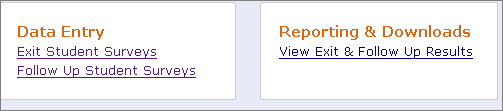 Data Entry
Exit Student Surveys
Follow Up Student Surveys
Reporting & Downloads
View Exit & Follow Up Results